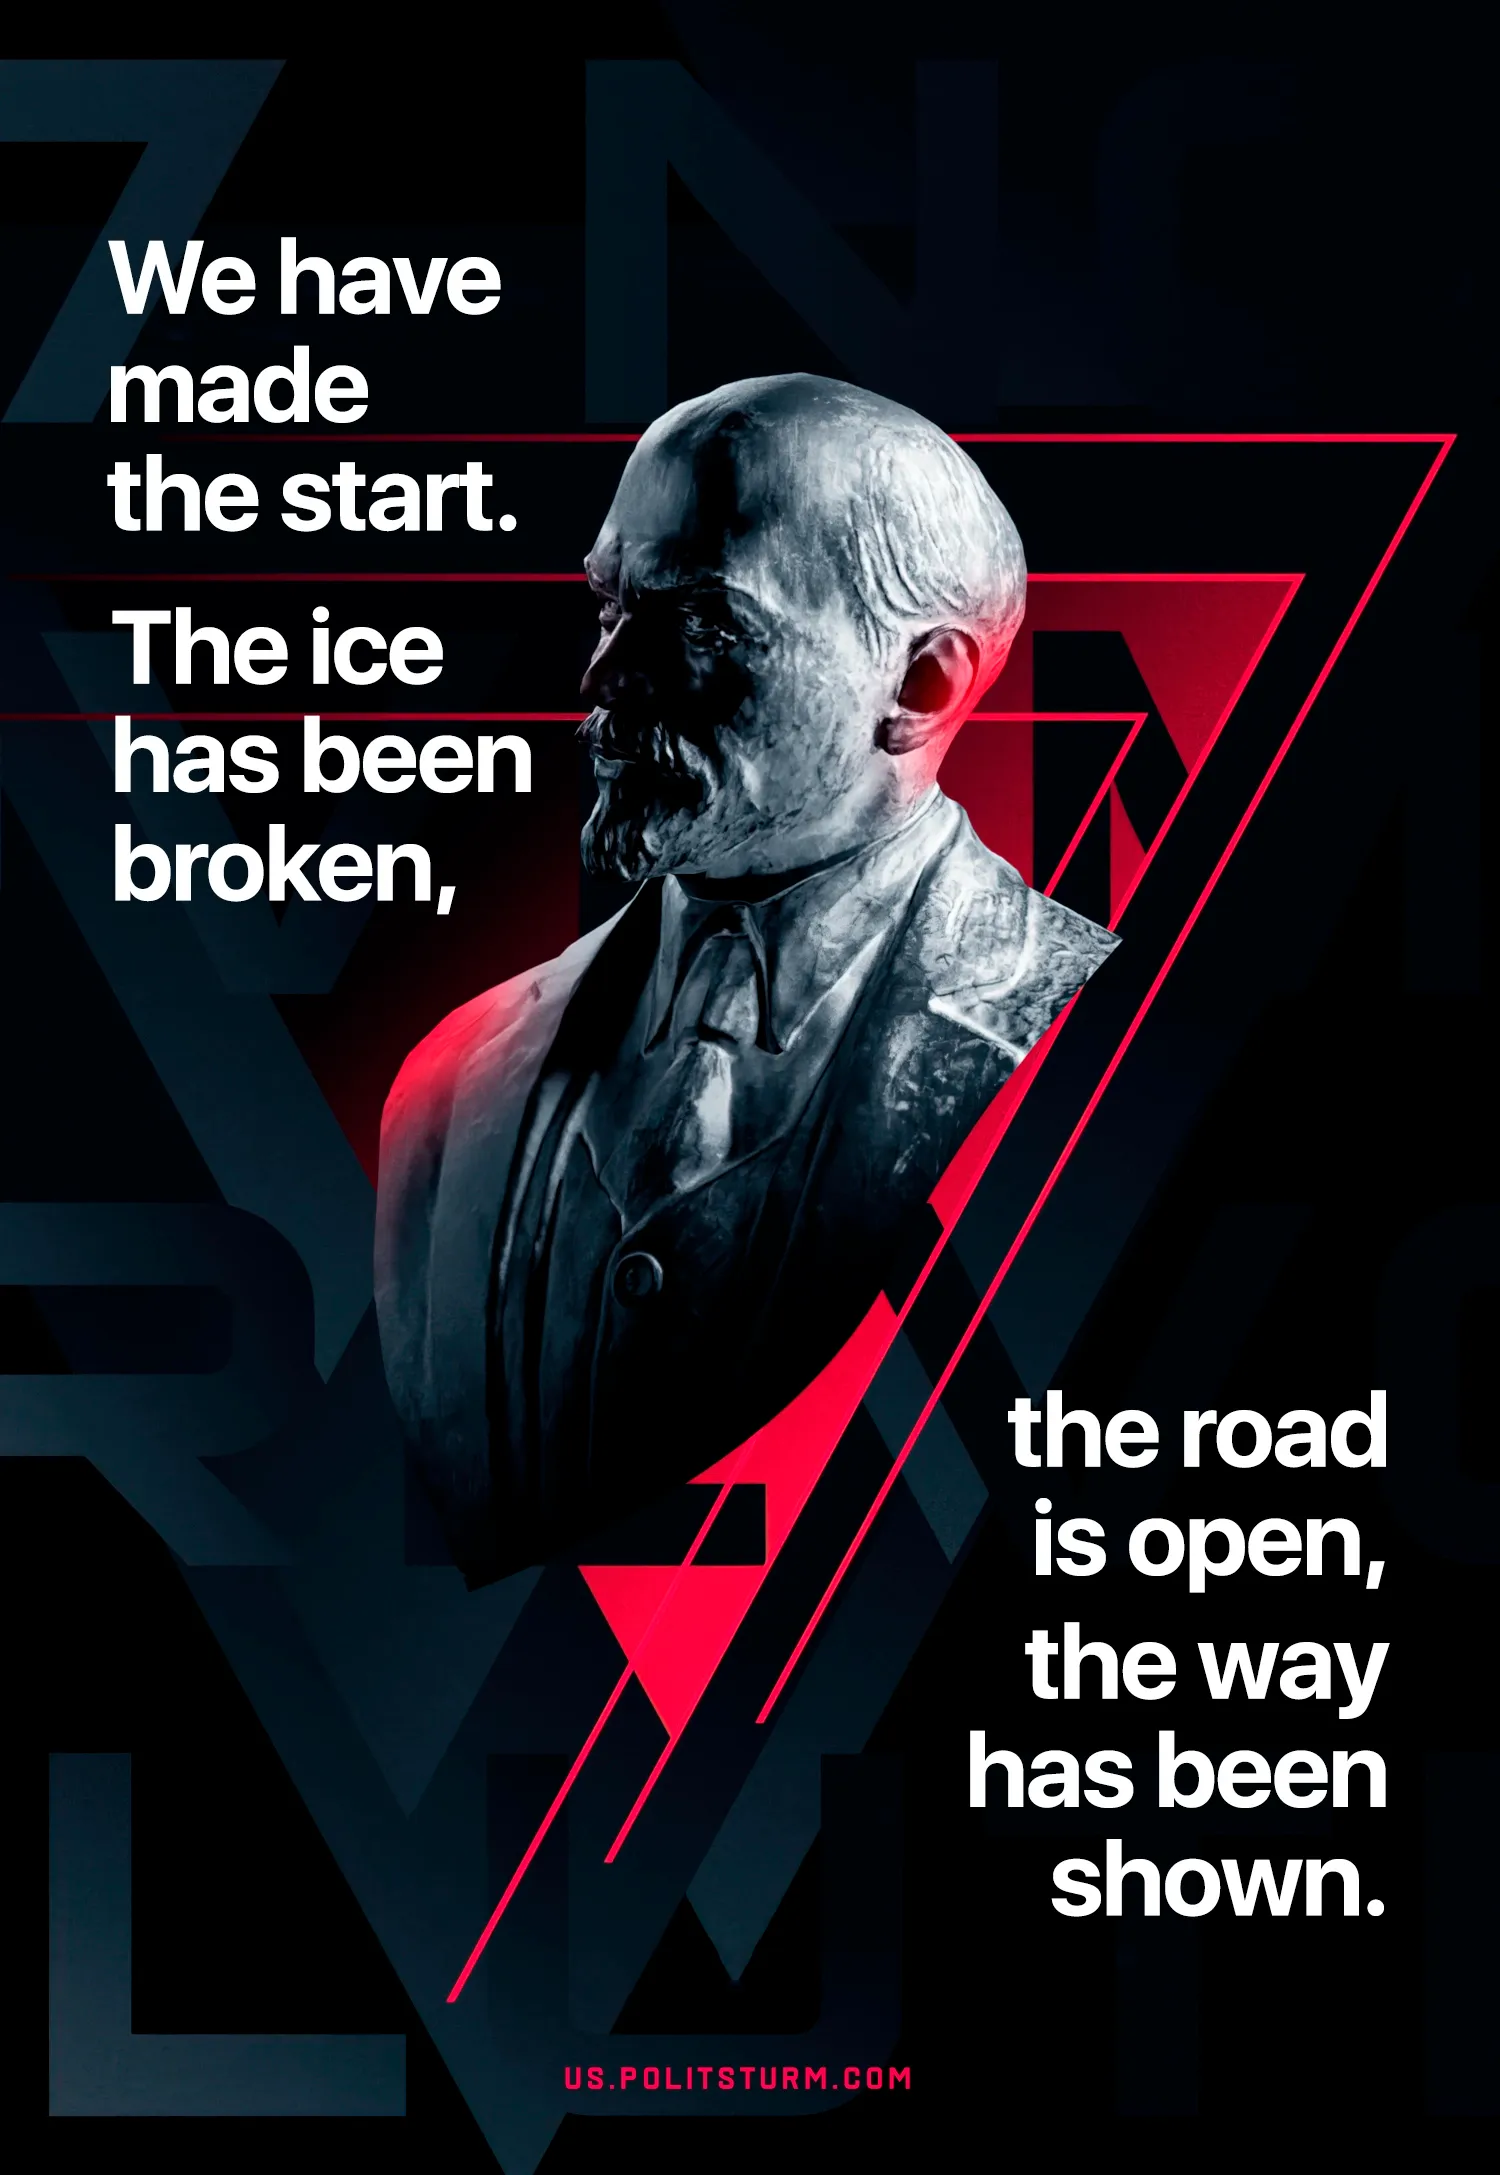 We have
made
the start.
The ice
has been
broken,
the road
is open,
the way
has been
shown.
US.POLITSTURM.COM